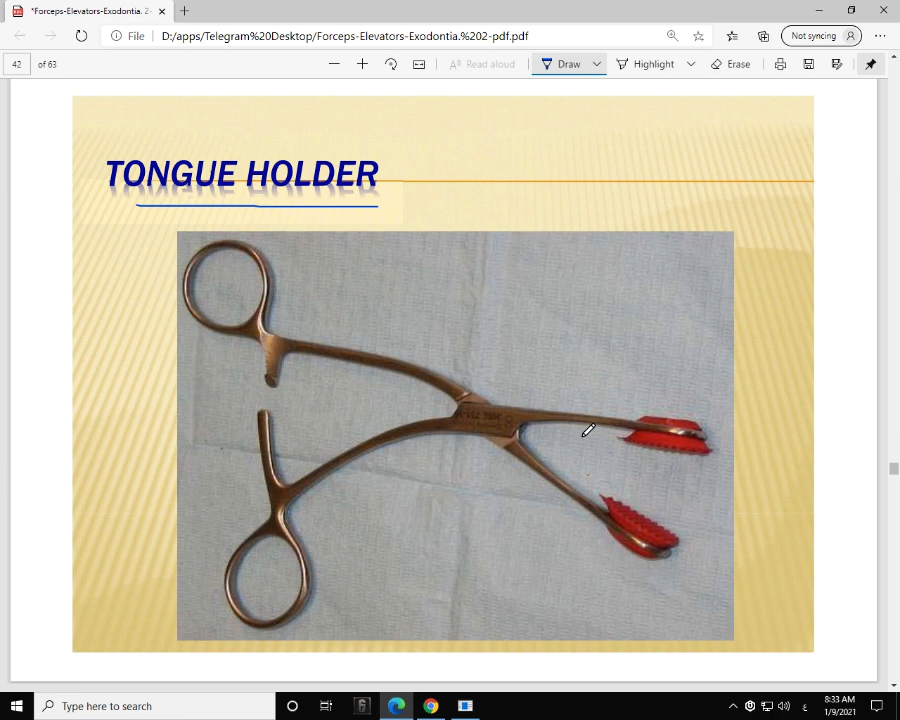 *Forceps-Elevators-Exodontia. 2-
File
D:/apps/Telegram%20Desktop/Forceps-Elevators-Exodontia.%202-pdf.pdf
Not syncing
42 of 63
Read aloud
Draw
Highlight
Erase
TONGUE HOLDER
Type here to search
ع
8:33 AM
1/9/2021